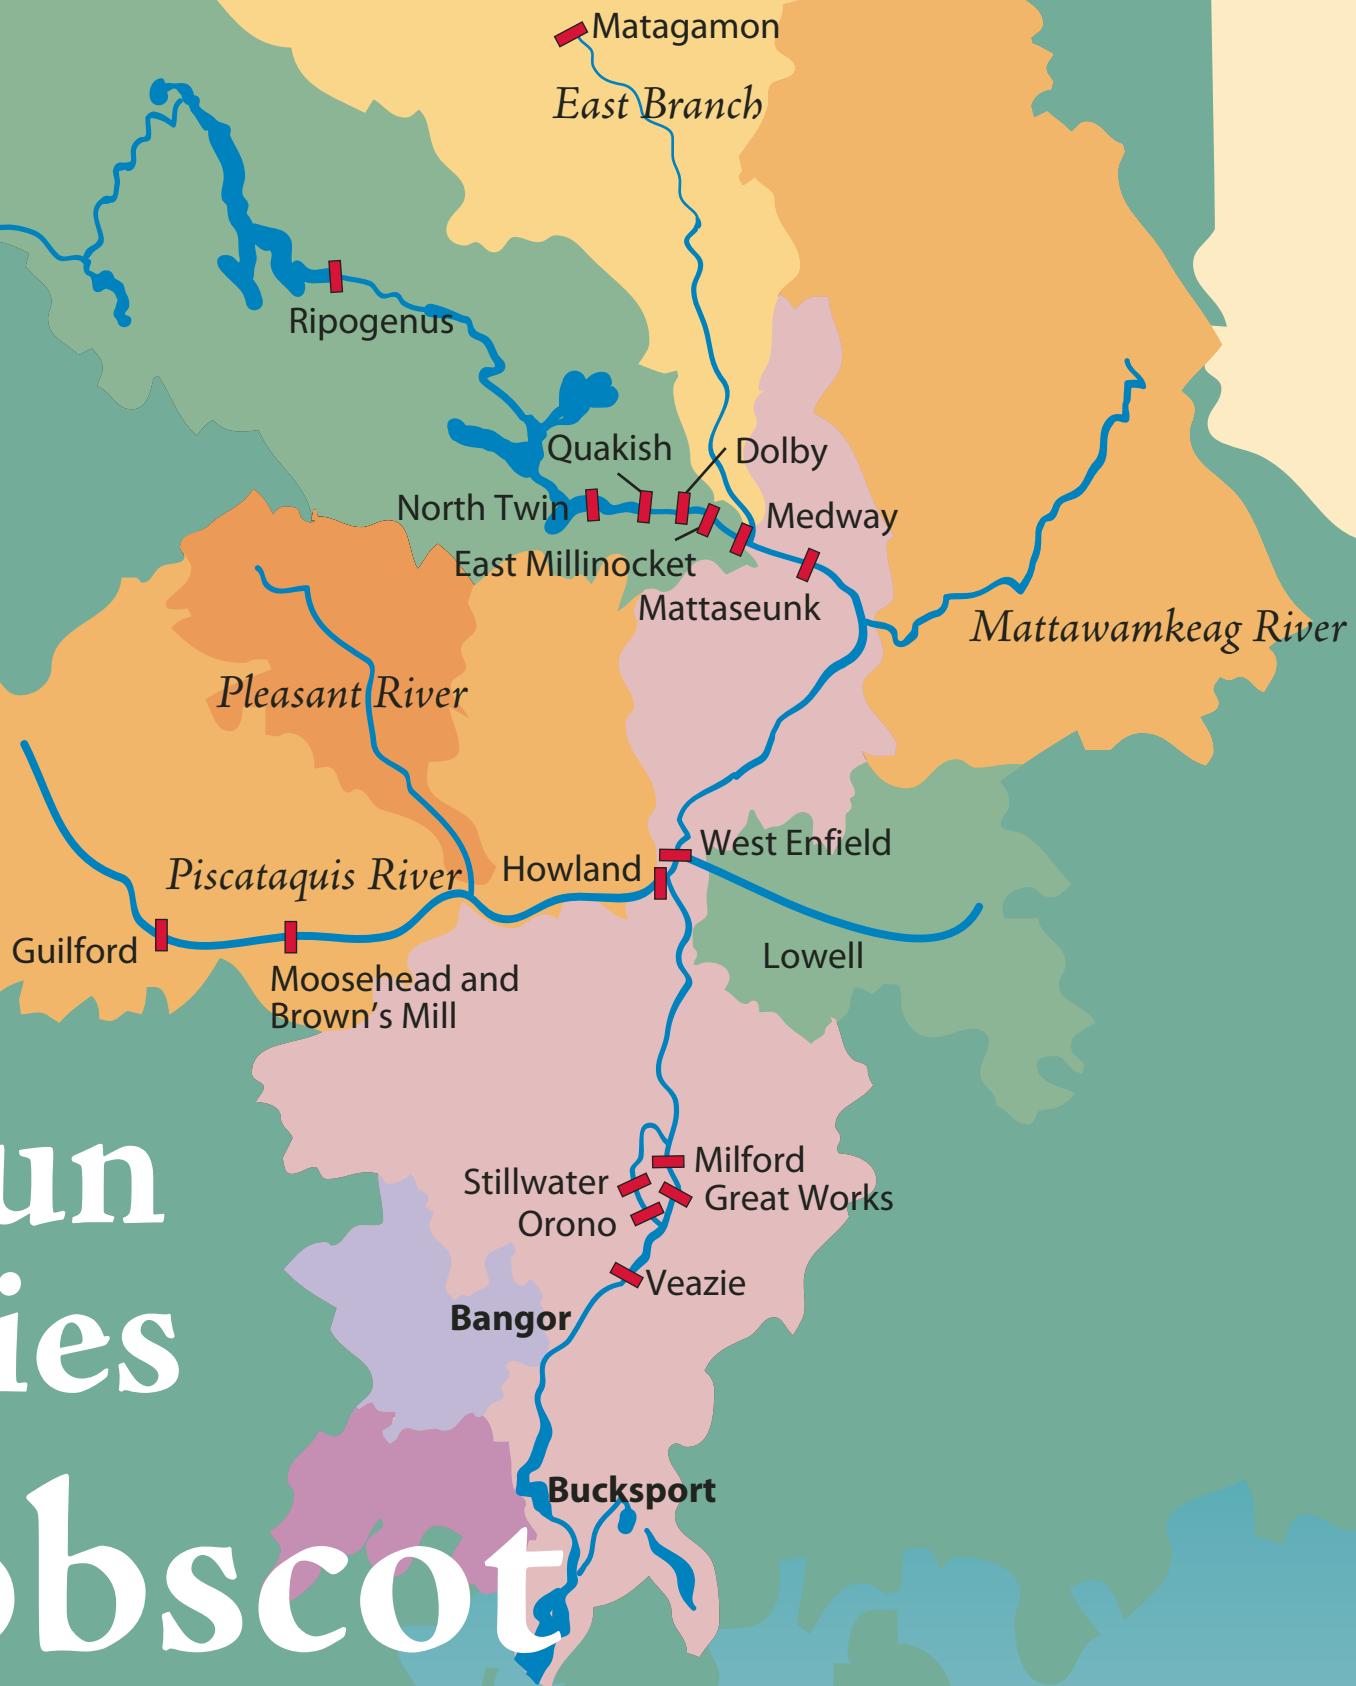 Matagamon
East Branch
Ripogenus
Quakish
Dolby
North Twin
Medway
East Millinocket
Mattaseunk
Mattawamkeag River
Pleasant River
West Enfield
Howland
Piscataquis River
Guilford
Lowell
Moosehead and
Brown's Mill
un
Milford
Stillwater
Great Works
Orono
Veazie
ies
Bangor
Bucksport
obscot